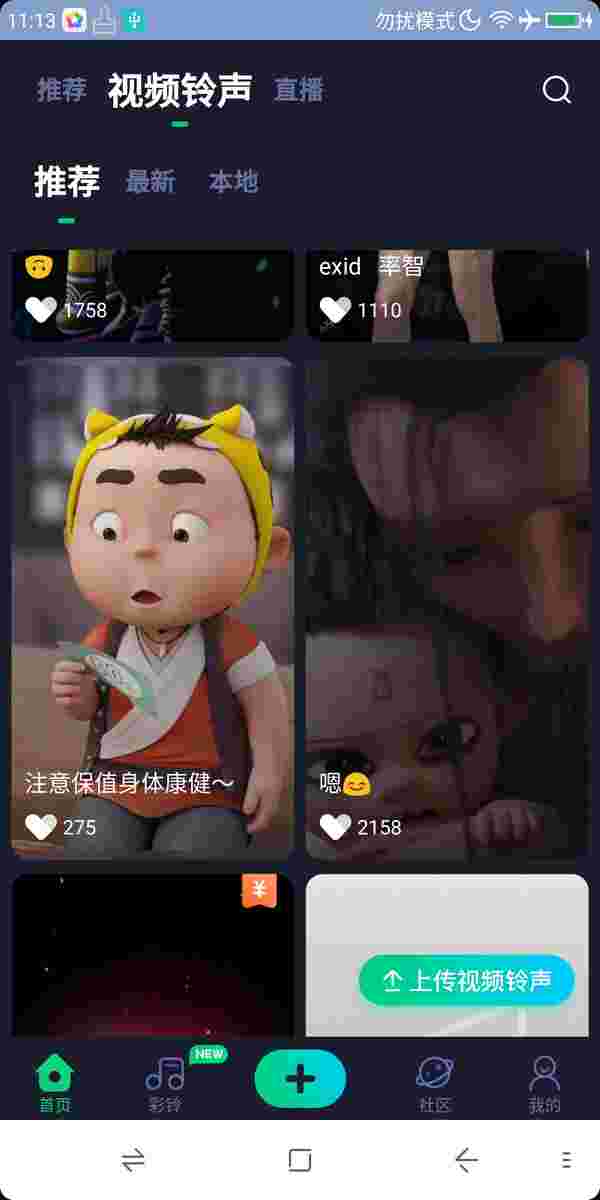 11:13 勿扰模式
推荐 视频铃声 直播
推荐 最新 本地
🙃 exid 率智
1758 1110
注意保值身体康健～ 嗯😊
275 2158
¥
上传视频铃声
NEW
首页 彩铃 社区 我的